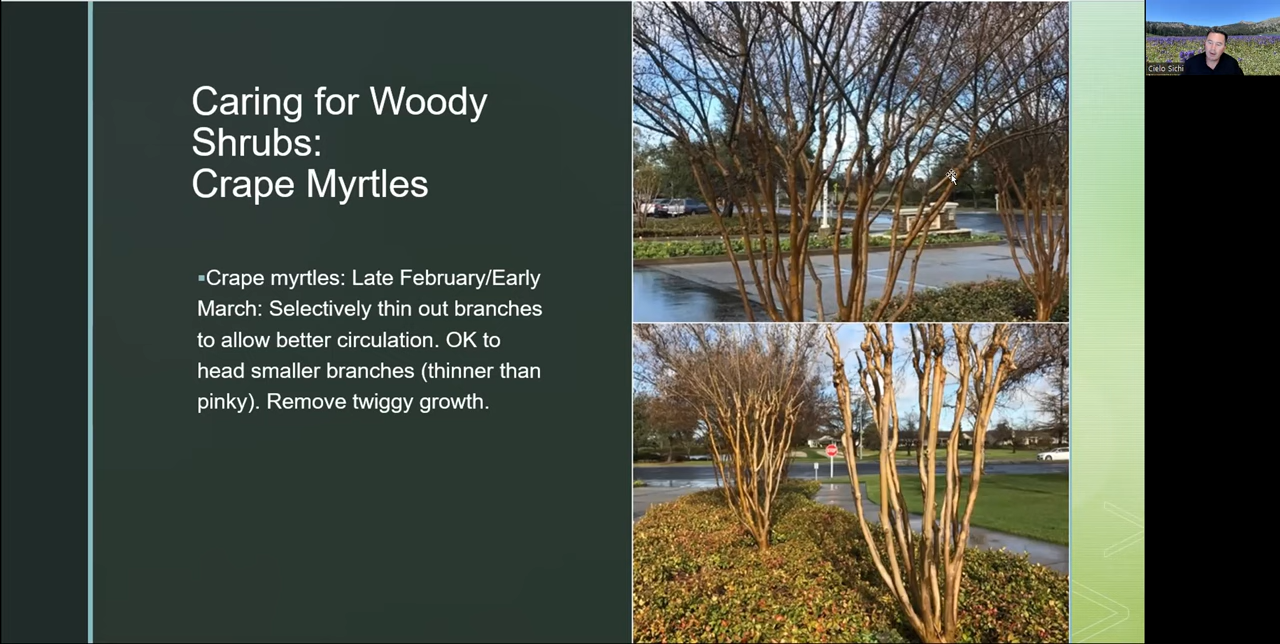 Caring for Woody
Shrubs:
Crape Myrtles
▪Crape myrtles: Late February/Early
March: Selectively thin out branches
to allow better circulation. OK to
head smaller branches (thinner than
pinky). Remove twiggy growth.
Cielo Sichi
STOP